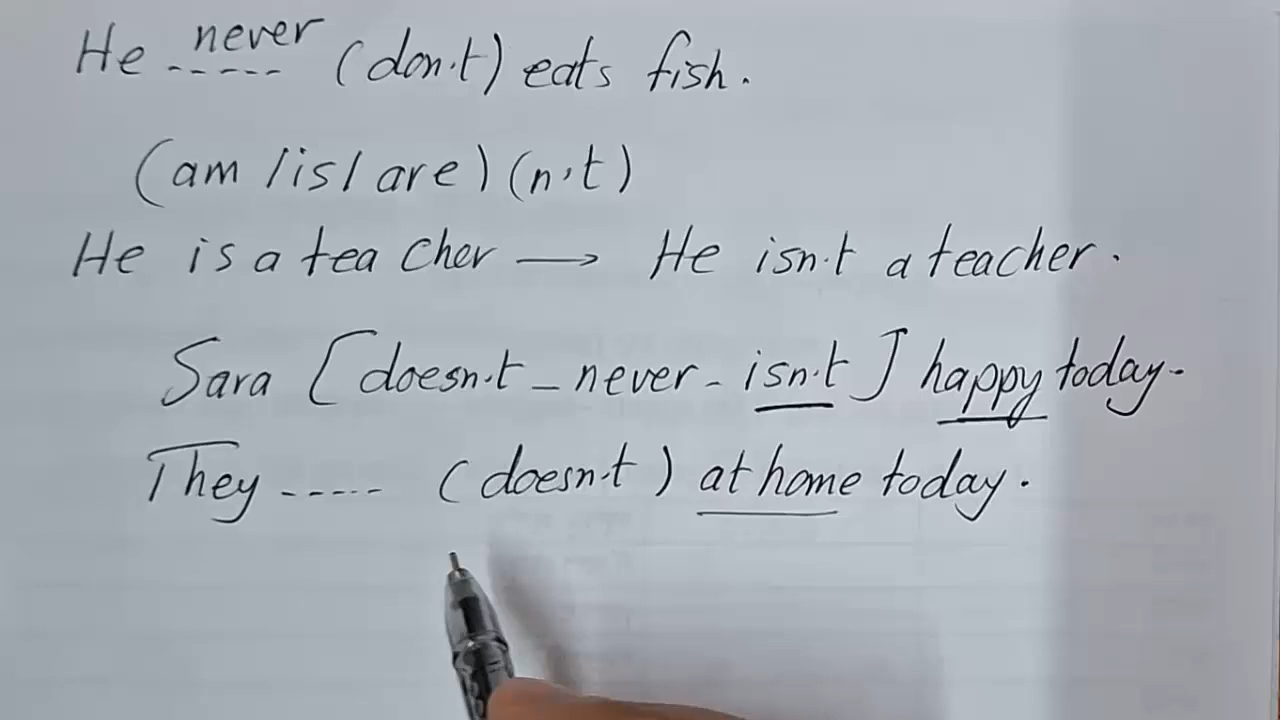 He never ----- (don't) eats fish.
(am / is / are) (n't)
He is a teacher → He isn't a teacher.
Sara [doesn't - never - isn't] happy today.
They ----- (doesn't) at home today.